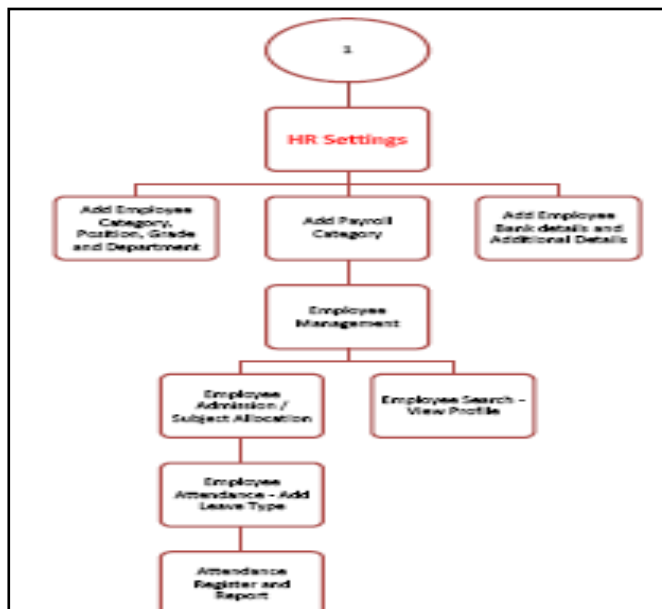 1
HR Settings
Add Employee
Category,
Position, Grade
and Department
Add Payroll
Category
Add Employee
Bank details and
Additional Details
Employee
Management
Employee
Admission /
Subject Allocation
Employee Search -
View Profile
Employee
Attendance - Add
Leave Type
Attendance
Register and
Report